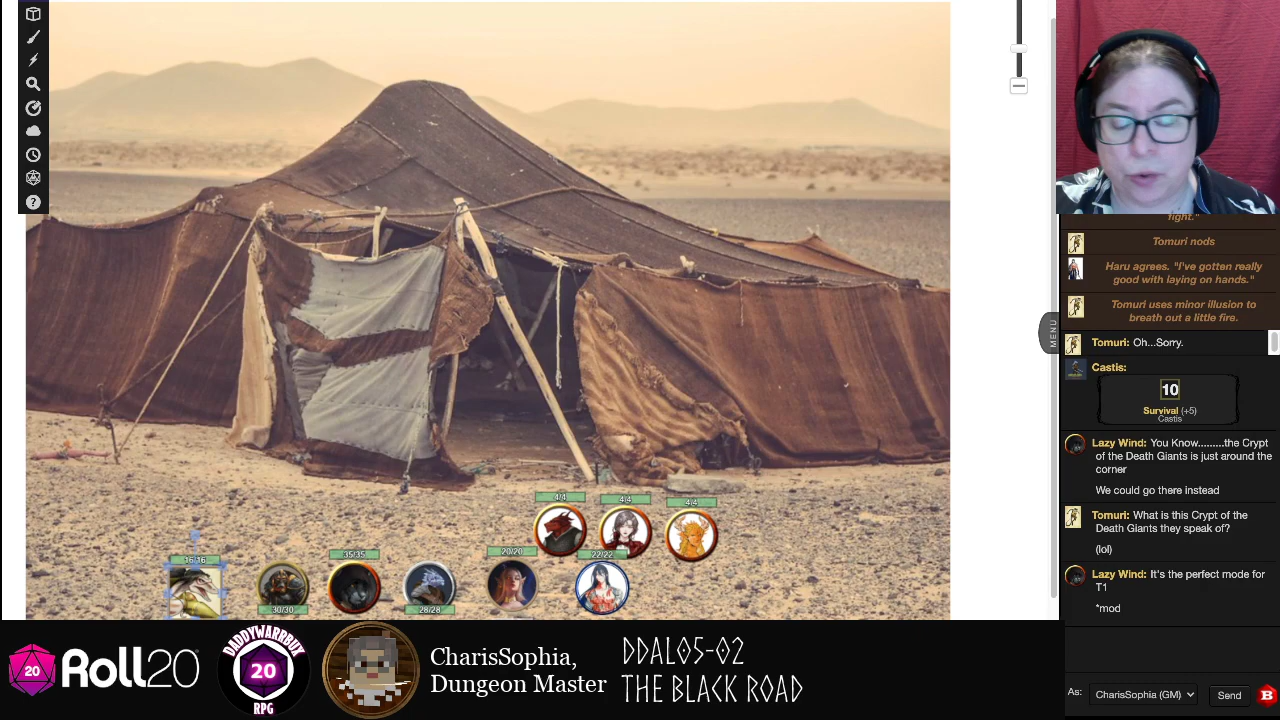 fight."
Tomuri nods
Haru agrees. "I've gotten really
good with laying on hands."
Tomuri uses minor illusion to
breath out a little fire.
Tomuri: Oh...Sorry.
Castis:
10
Survival (+5)
Castis
Lazy Wind: You Know.........the Crypt
of the Death Giants is just around the
corner
We could go there instead
Tomuri: What is this Crypt of the
Death Giants they speak of?
(lol)
Lazy Wind: It's the perfect mode for
T1
*mod
MENU
4/4
4/4
4/4
16/16
35/35
20/20
22/22
30/30
28/28
20
Roll20
DADDYWARRBUX
20
RPG
CharisSophia,
Dungeon Master
DDAL05-02
THE BLACK ROAD
As:
CharisSophia (GM)
Send
B
?